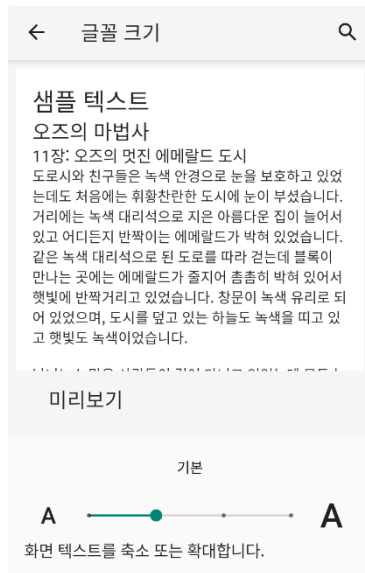 글꼴 크기
샘플 텍스트
오즈의 마법사
11장: 오즈의 멋진 에메랄드 도시
도로시와 친구들은 녹색 안경으로 눈을 보호하고 있었
는데도 처음에는 휘황찬란한 도시에 눈이 부셨습니다.
거리에는 녹색 대리석으로 지은 아름다운 집이 늘어서
있고 어디든지 반짝이는 에메랄드가 박혀 있었습니다.
같은 녹색 대리석으로 된 도로를 따라 걷는데 블록이
만나는 곳에는 에메랄드가 줄지어 촘촘히 박혀 있어서
햇빛에 반짝거리고 있었습니다. 창문이 녹색 유리로 되
어 있었으며, 도시를 덮고 있는 하늘도 녹색을 띠고 있
고 햇빛도 녹색이었습니다.
미리보기
기본
A A
화면 텍스트를 축소 또는 확대합니다.